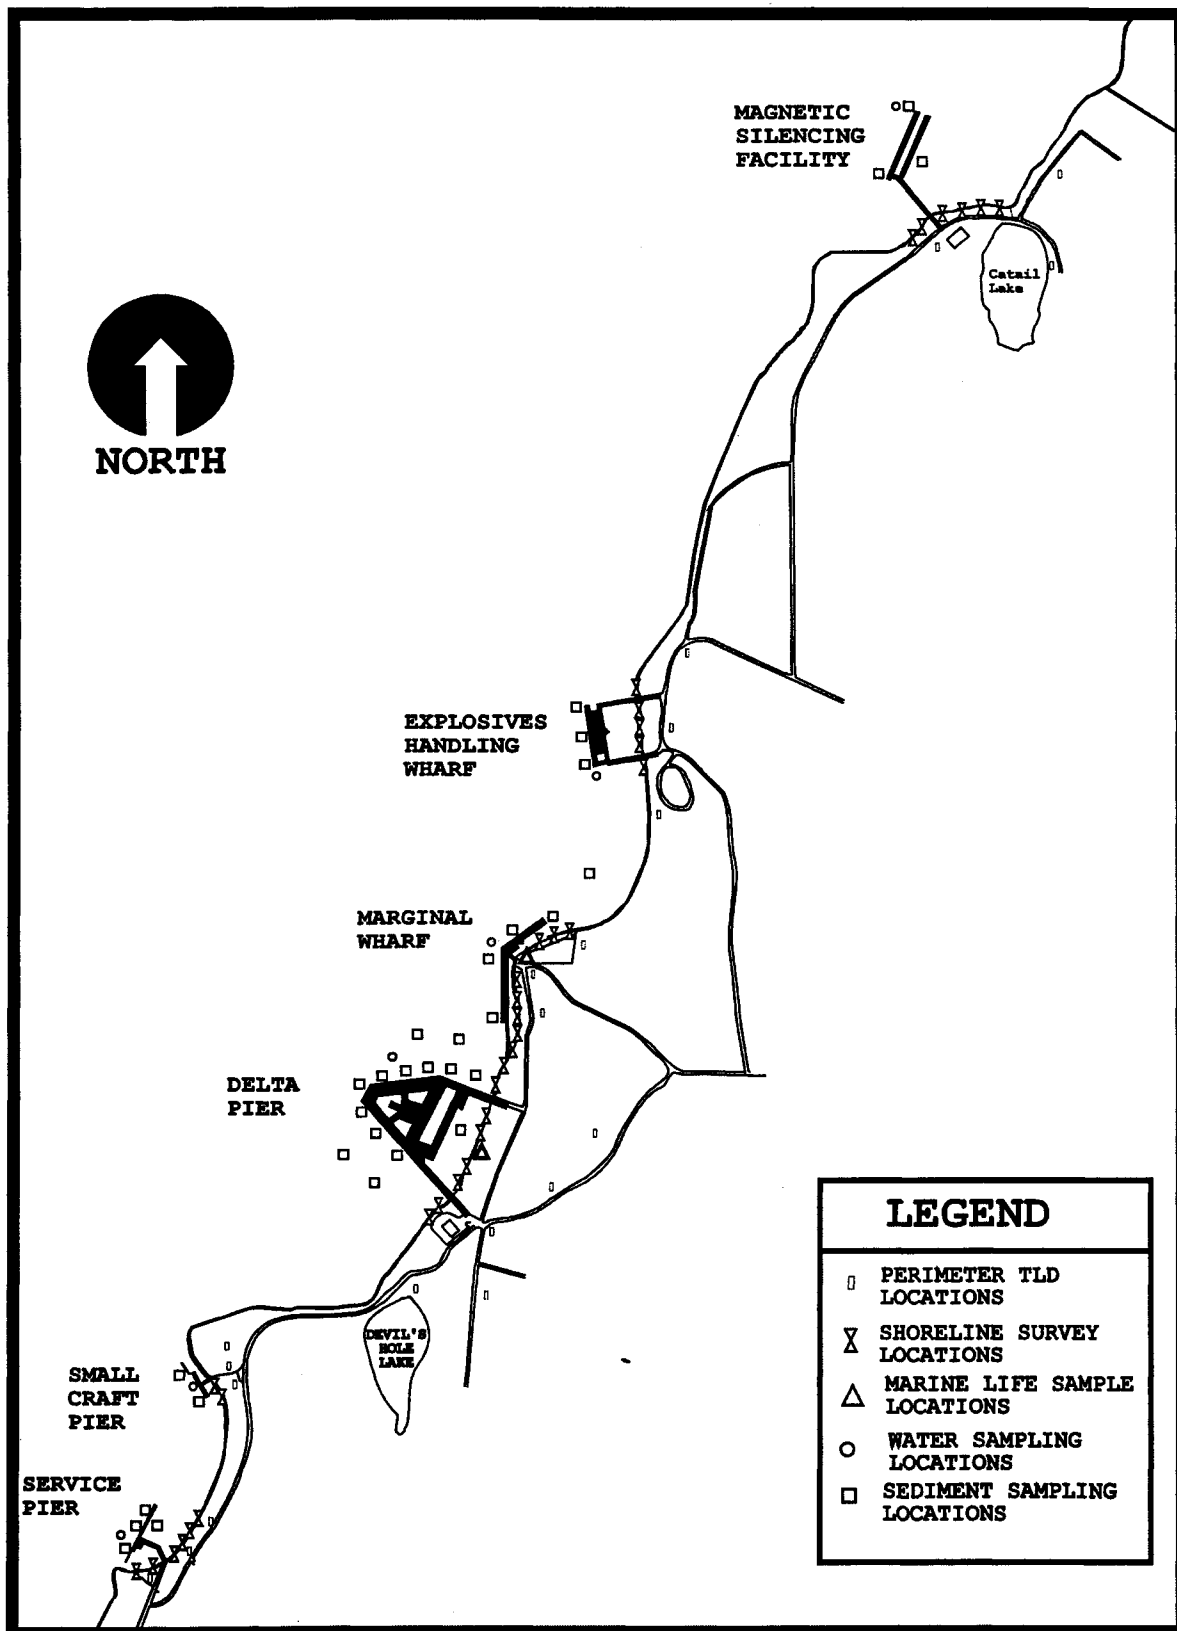 MAGNETIC
SILENCING
FACILITY
Catail
Lake
NORTH
EXPLOSIVES
HANDLING
WHARF
MARGINAL
WHARF
DELTA
PIER
DEVIL'S
HOLE
LAKE
SMALL
CRAFT
PIER
SERVICE
PIER
LEGEND
PERIMETER TLD
LOCATIONS
SHORELINE SURVEY
LOCATIONS
MARINE LIFE SAMPLE
LOCATIONS
WATER SAMPLING
LOCATIONS
SEDIMENT SAMPLING
LOCATIONS